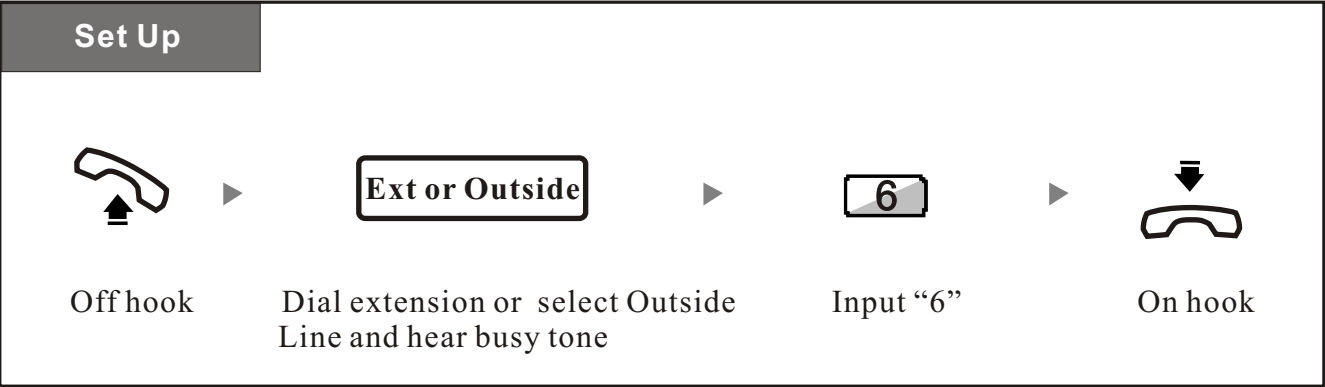 Set Up
Ext or Outside
6
Off hook
Dial extension or select Outside
Line and hear busy tone
Input “6”
On hook